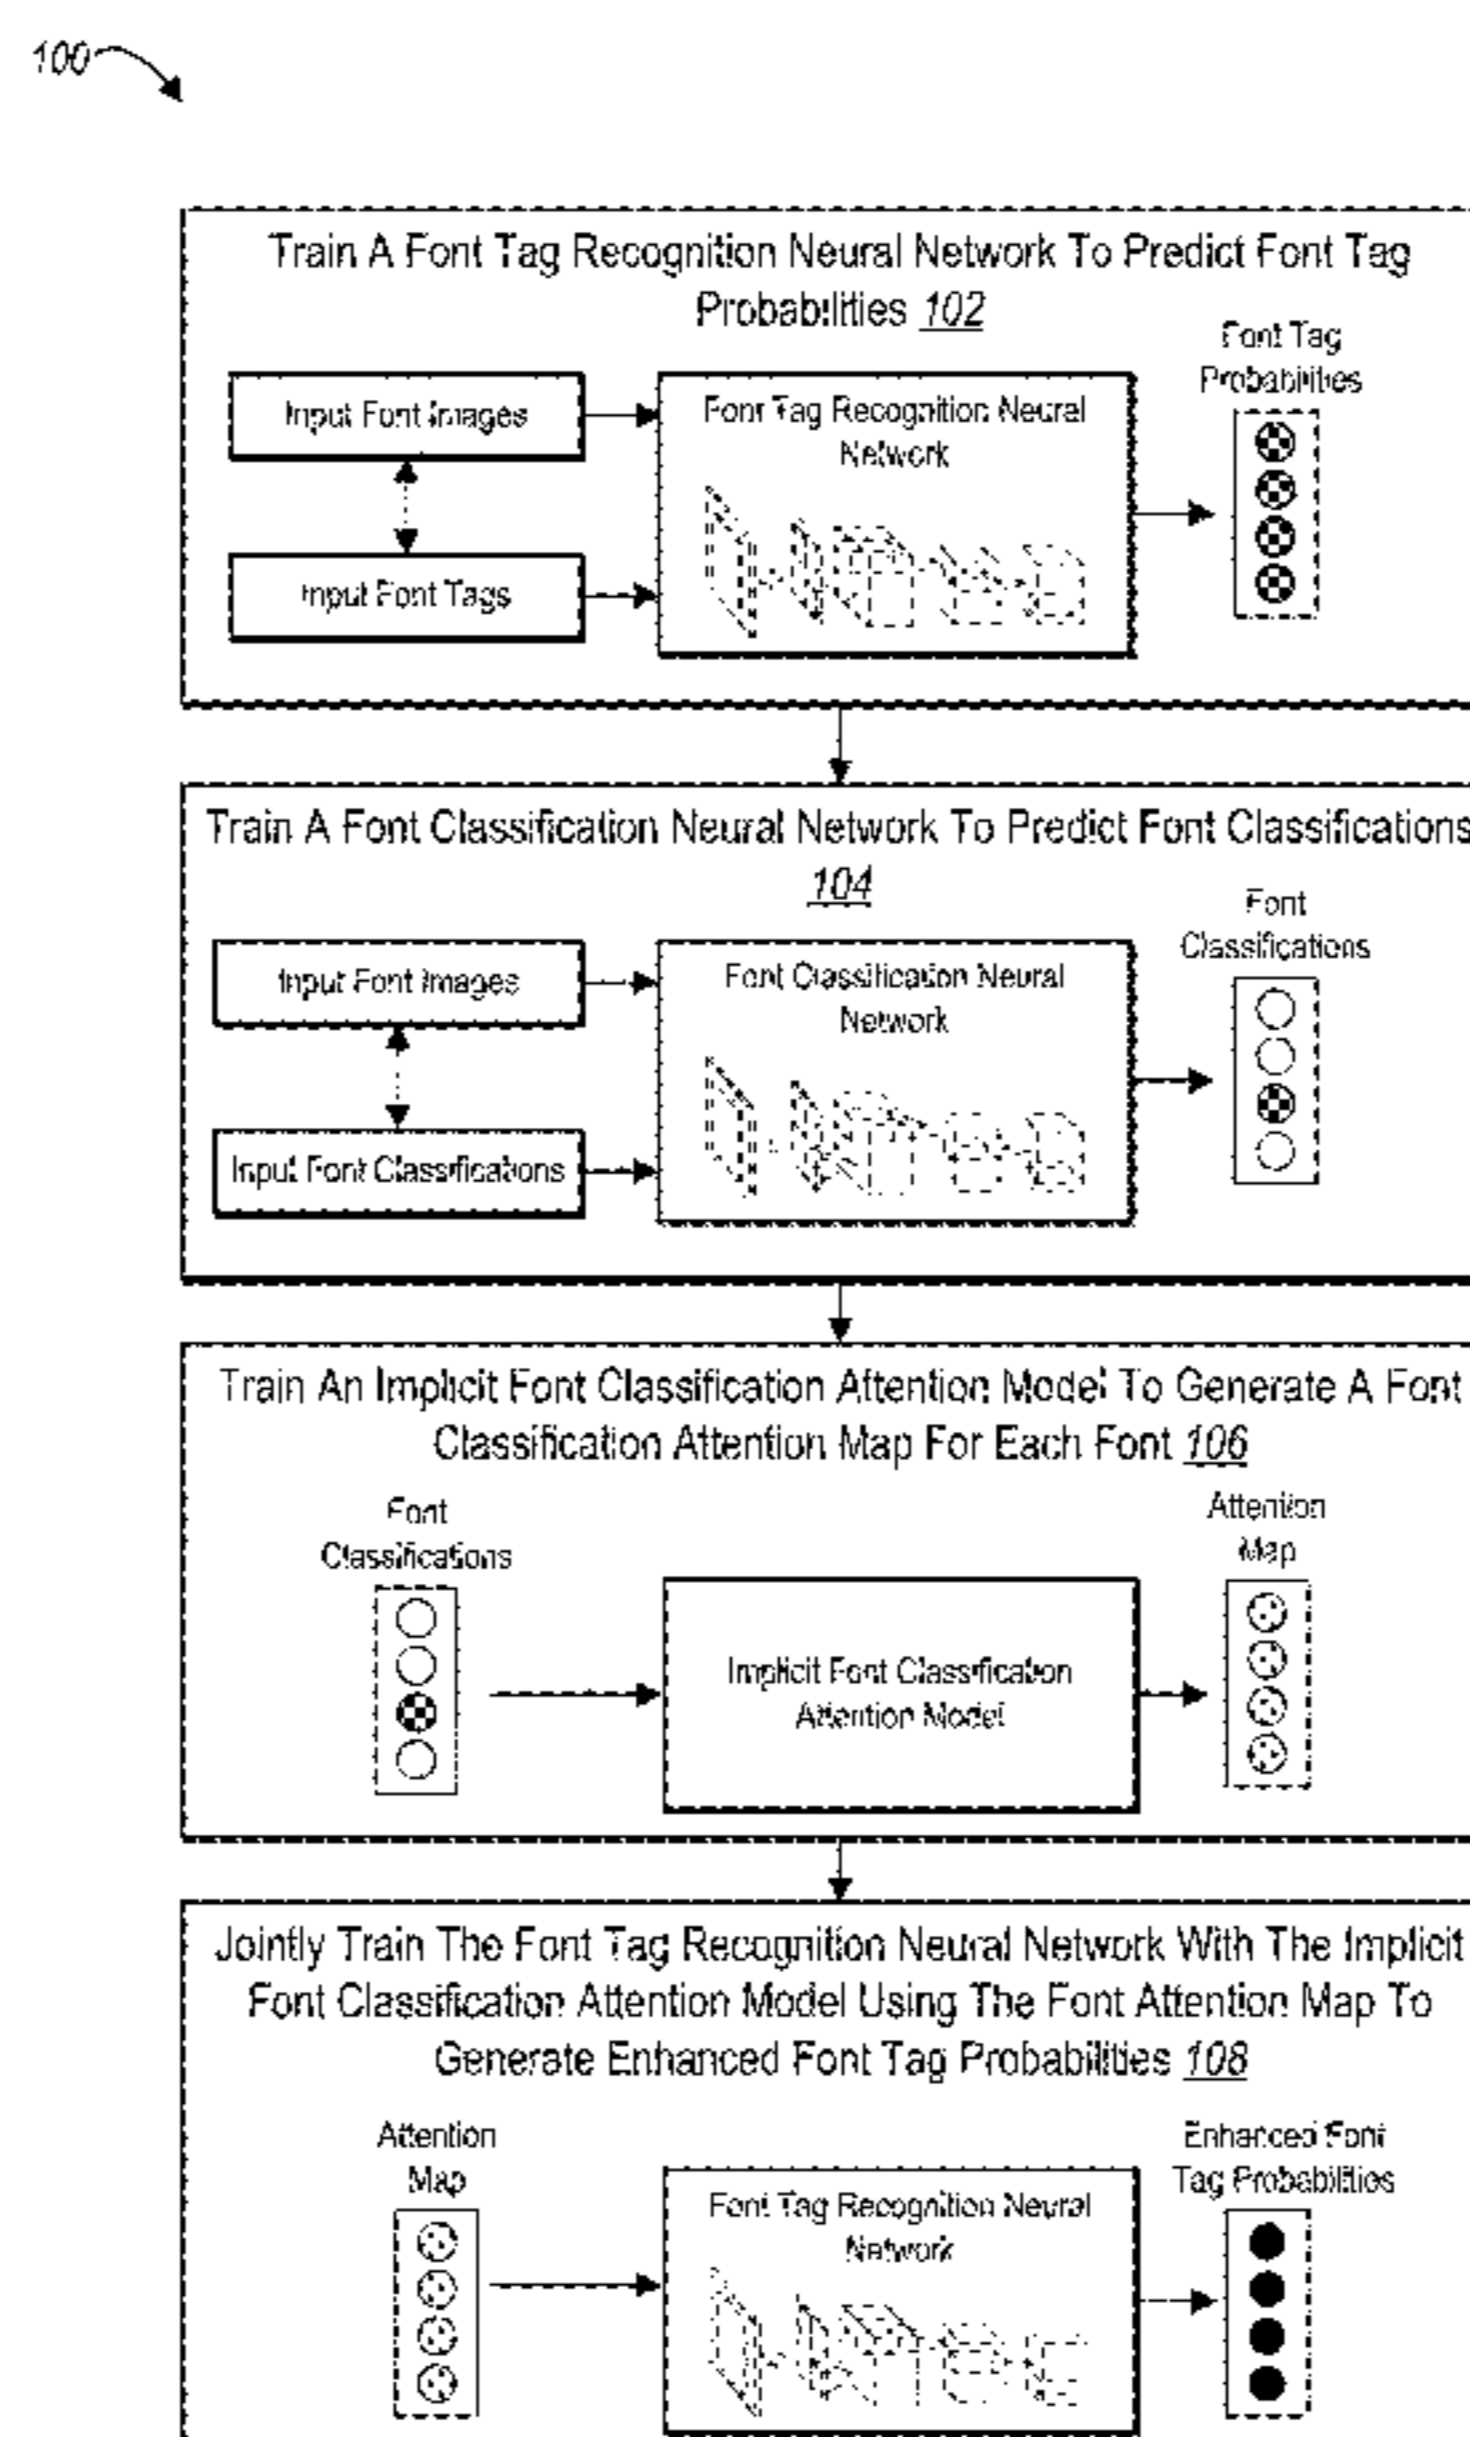 100
Train A Font Tag Recognition Neural Network To Predict Font Tag
Probabilities 102
Font Tag
Probabilities
Input Font Images
Font Tag Recognition Neural
Network
Input Font Tags
Train A Font Classification Neural Network To Predict Font Classifications
104
Font
Classifications
Input Font Images
Font Classification Neural
Network
Input Font Classifications
Train An Implicit Font Classification Attention Model To Generate A Font
Classification Attention Map For Each Font 106
Font
Classifications
Attention
Map
Implicit Font Classification
Attention Model
Jointly Train The Font Tag Recognition Neural Network With The Implicit
Font Classification Attention Model Using The Font Attention Map To
Generate Enhanced Font Tag Probabilities 108
Attention
Map
Enhanced Font
Tag Probabilities
Font Tag Recognition Neural
Network